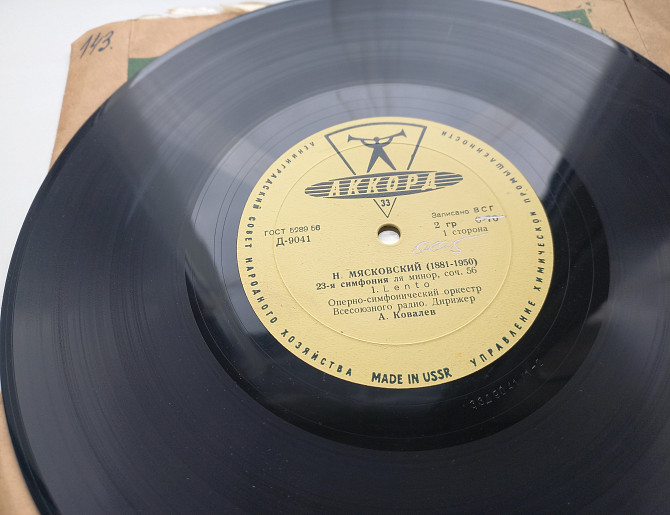 143.
ЛЕНИНГРАДСКИЙ СОВЕТ НАРОДНОГО ХОЗЯЙСТВА
УПРАВЛЕНИЕ ХИМИЧЕСКОЙ ПРОМЫШЛЕННОСТИ
АККОРД
33
ГОСТ 5289-56
Д-9041
Записано ВСГ
2 гр
1 сторона
Н. МЯСКОВСКИЙ (1881-1950)
23-я симфония ля минор, соч. 56
1. Lento
Оперно-симфонический оркестр
Всесоюзного радио. Дирижер
А. Ковалев
MADE IN USSR